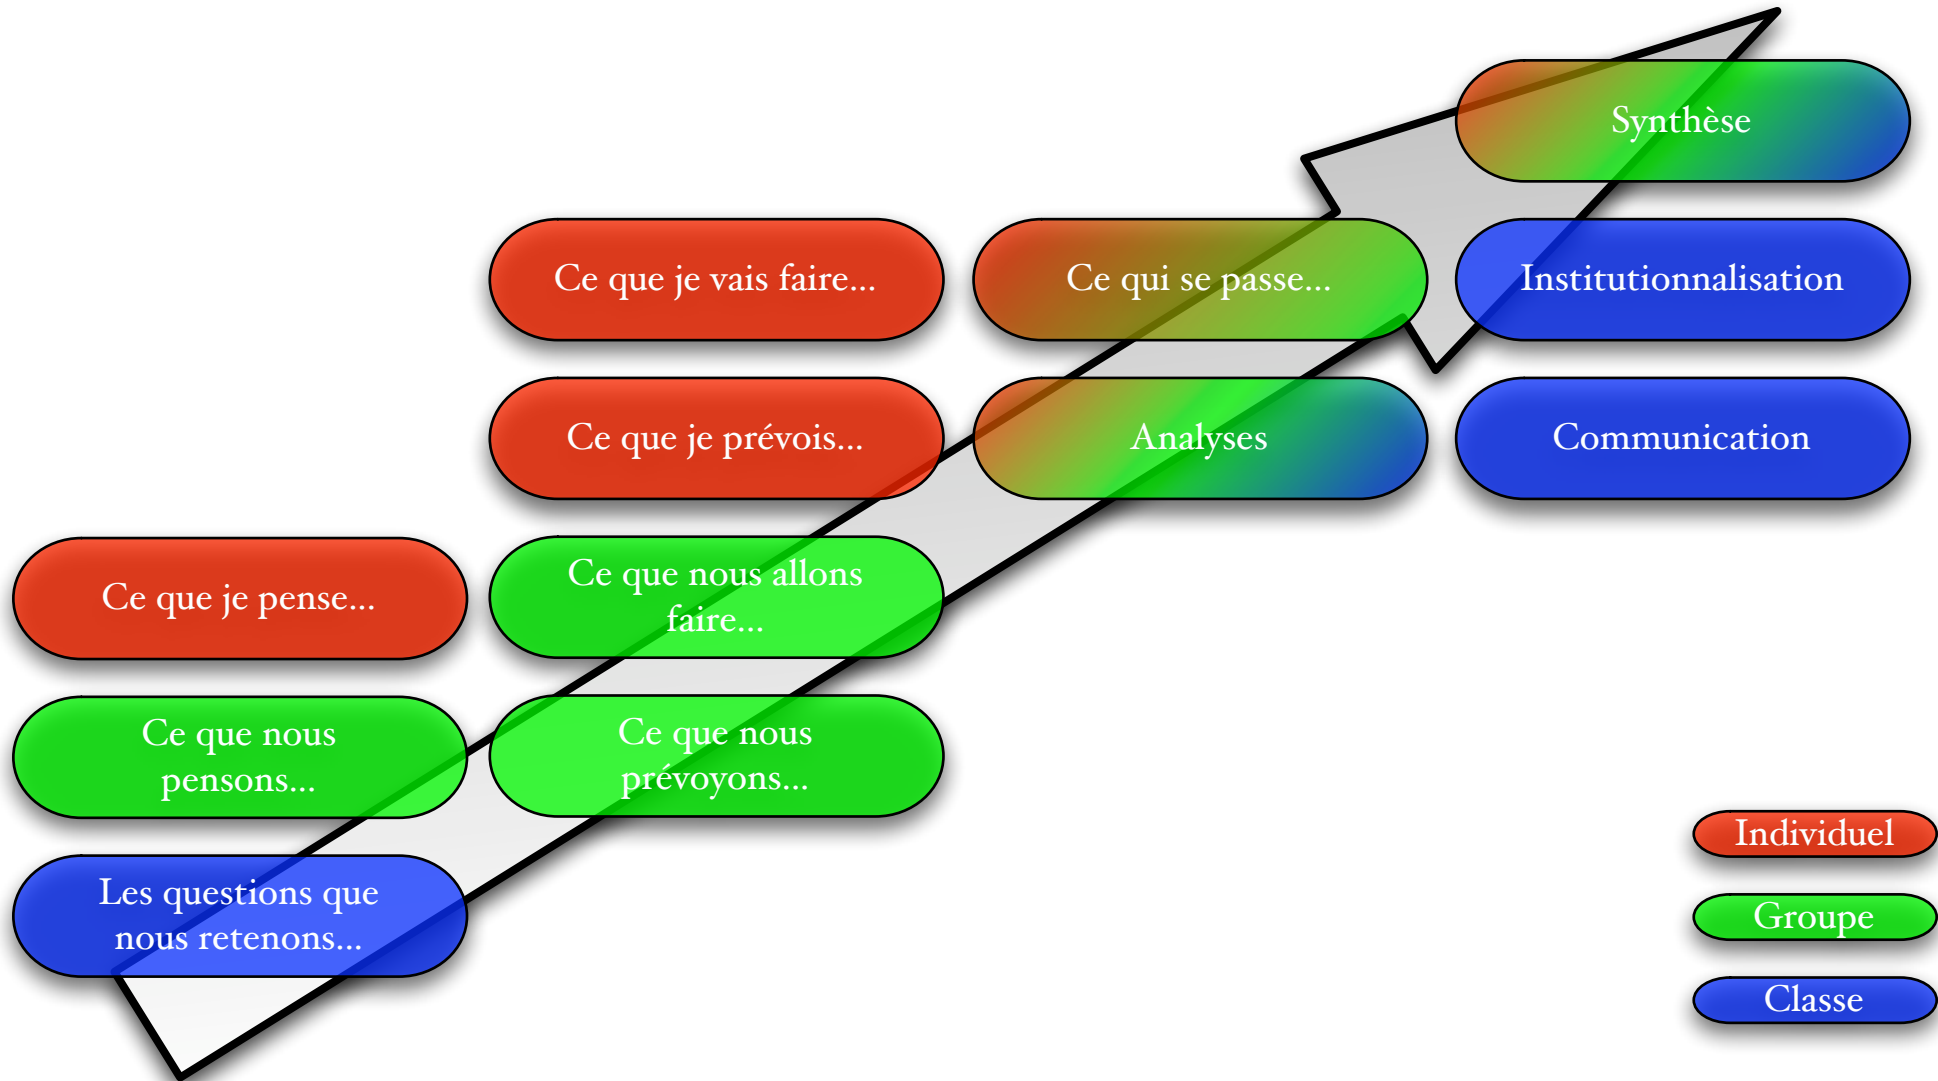 Synthèse
Ce que je vais faire...
Ce qui se passe...
Institutionnalisation
Ce que je prévois...
Analyses
Communication
Ce que je pense...
Ce que nous allons
faire...
Ce que nous
pensons...
Ce que nous
prévoyons...
Les questions que
nous retenons...
Individuel
Groupe
Classe